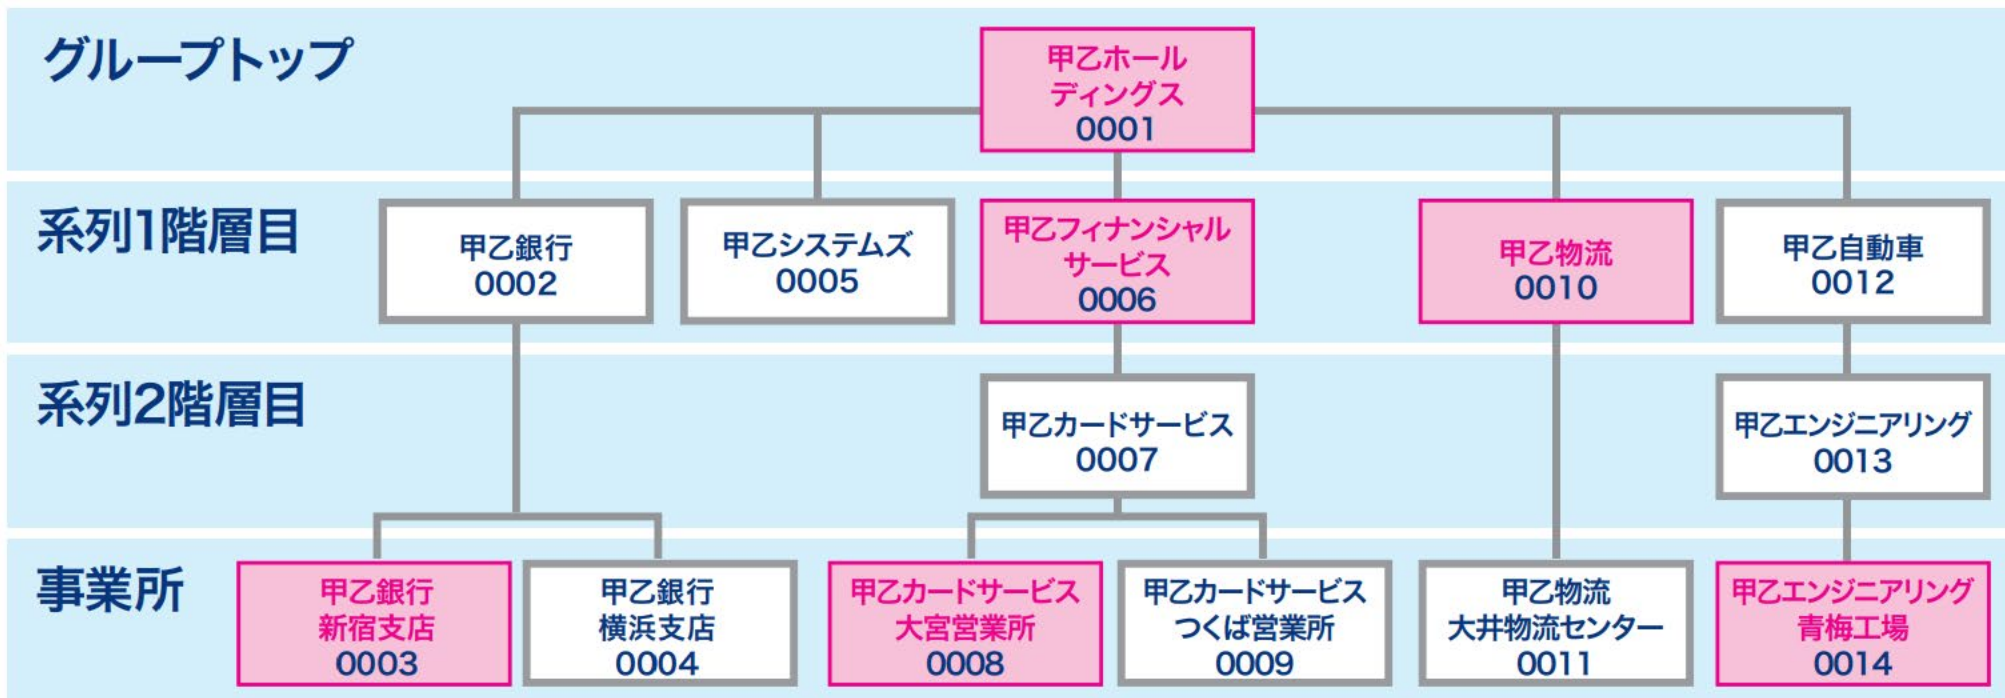 グループトップ
甲乙ホール
ディングス
0001
系列1階層目
甲乙銀行
0002
甲乙システムズ
0005
甲乙フィナンシャル
サービス
0006
甲乙物流
0010
甲乙自動車
0012
系列2階層目
甲乙カードサービス
0007
甲乙エンジニアリング
0013
事業所
甲乙銀行
新宿支店
0003
甲乙銀行
横浜支店
0004
甲乙カードサービス
大宮営業所
0008
甲乙カードサービス
つくば営業所
0009
甲乙物流
大井物流センター
0011
甲乙エンジニアリング
青梅工場
0014